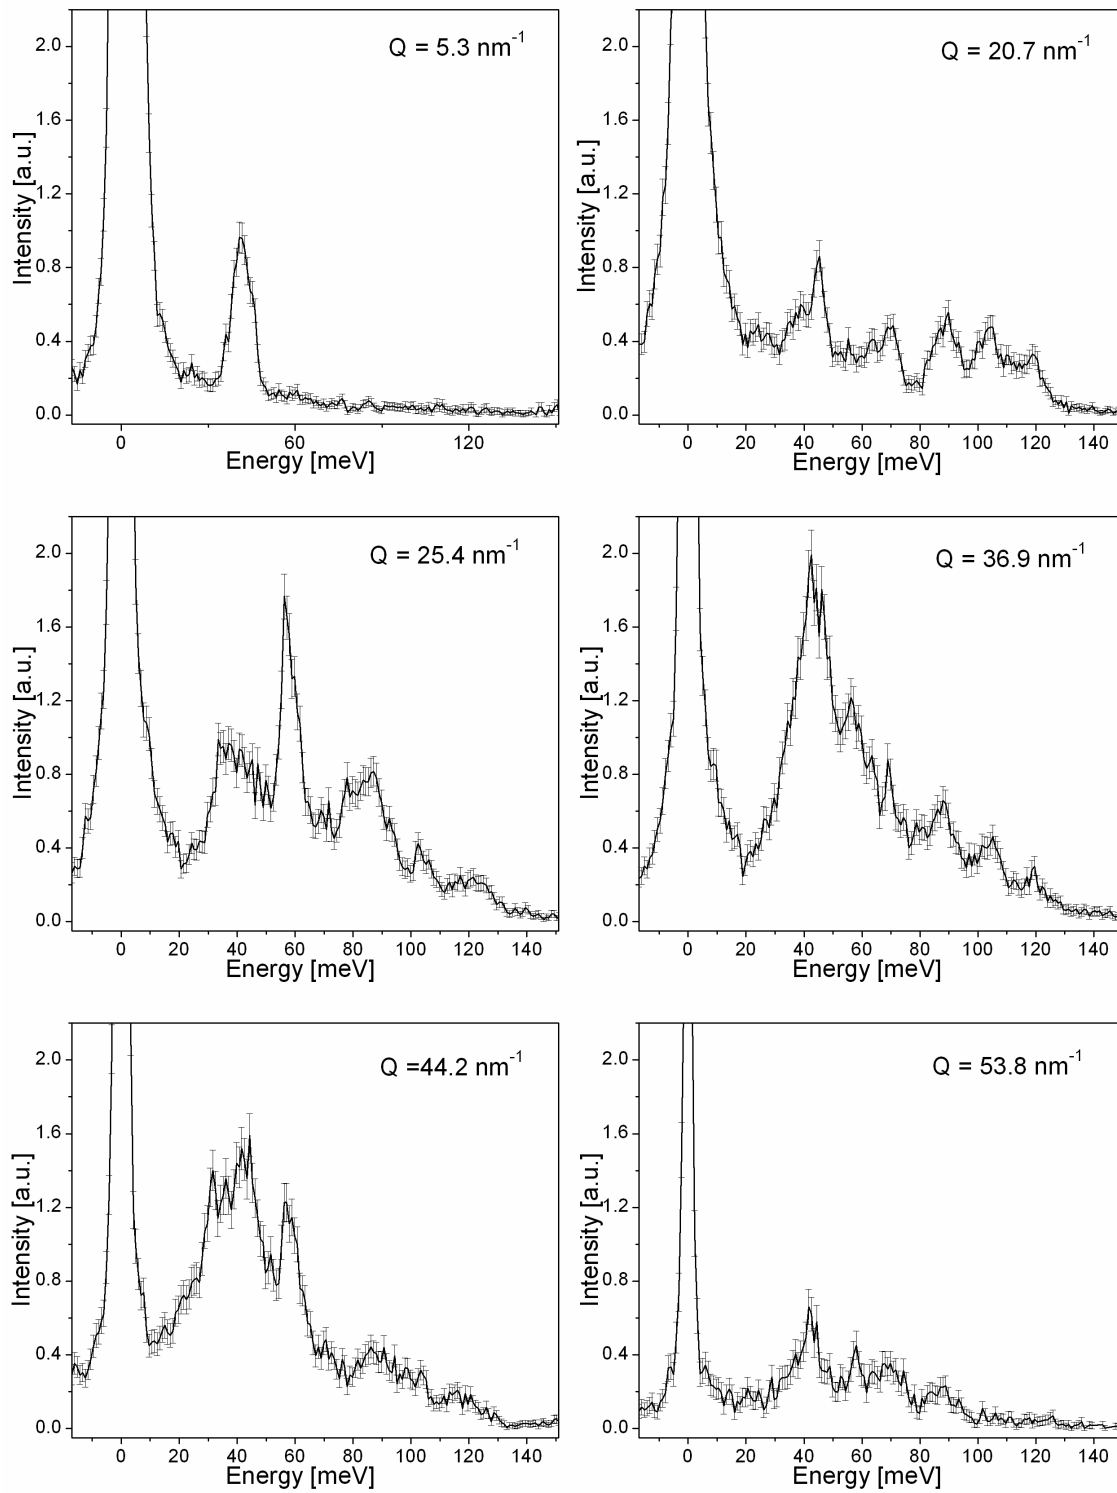 Q = 5.3 nm⁻¹
Intensity [a.u.]
2.0
1.6
1.2
0.8
0.4
0.0
0 60 120
Energy [meV]
Q = 20.7 nm⁻¹
Intensity [a.u.]
2.0
1.6
1.2
0.8
0.4
0.0
0 20 40 60 80 100 120 140
Energy [meV]
Q = 25.4 nm⁻¹
Intensity [a.u.]
2.0
1.6
1.2
0.8
0.4
0.0
0 20 40 60 80 100 120 140
Energy [meV]
Q = 36.9 nm⁻¹
Intensity [a.u.]
2.0
1.6
1.2
0.8
0.4
0.0
0 20 40 60 80 100 120 140
Energy [meV]
Q =44.2 nm⁻¹
Intensity [a.u.]
2.0
1.6
1.2
0.8
0.4
0.0
0 20 40 60 80 100 120 140
Energy [meV]
Q = 53.8 nm⁻¹
Intensity [a.u.]
2.0
1.6
1.2
0.8
0.4
0.0
0 20 40 60 80 100 120 140
Energy [meV]